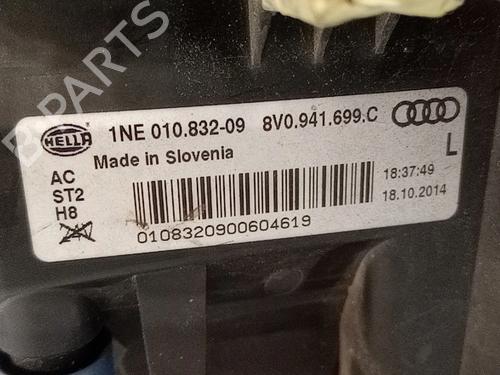 HELLA 1NE 010.832-09 8V0.941.699.C
Made in Slovenia
L
AC
ST2
H8
18:37:49
18.10.2014
0108320900604619
B PARTS